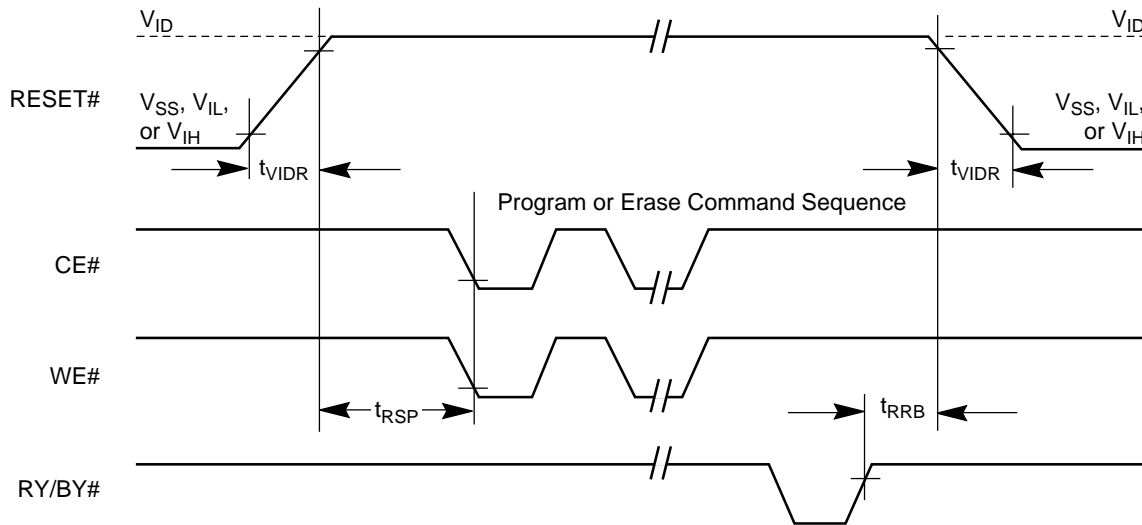 V_ID V_ID
RESET#
V_SS, V_IL,
or V_IH
V_SS, V_IL,
or V_IH
t_VIDR t_VIDR
Program or Erase Command Sequence
CE#
WE#
t_RSP t_RRB
RY/BY#